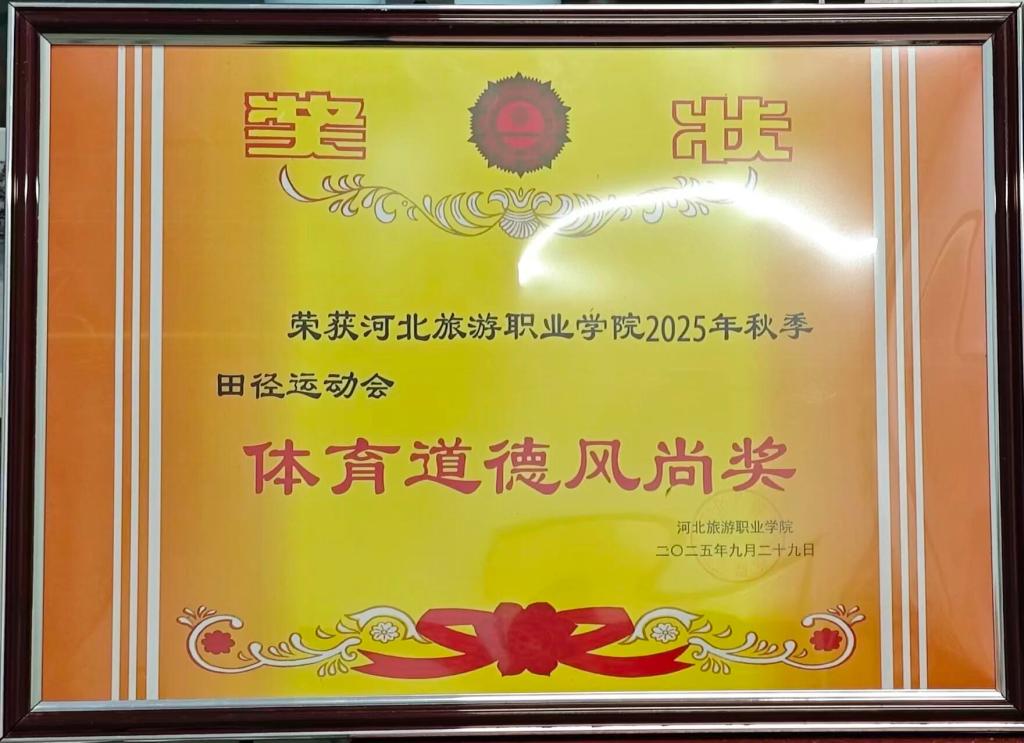 奖状
荣获河北旅游职业学院2025年秋季
田径运动会
体育道德风尚奖
河北旅游职业学院
二〇二五年九月二十九日